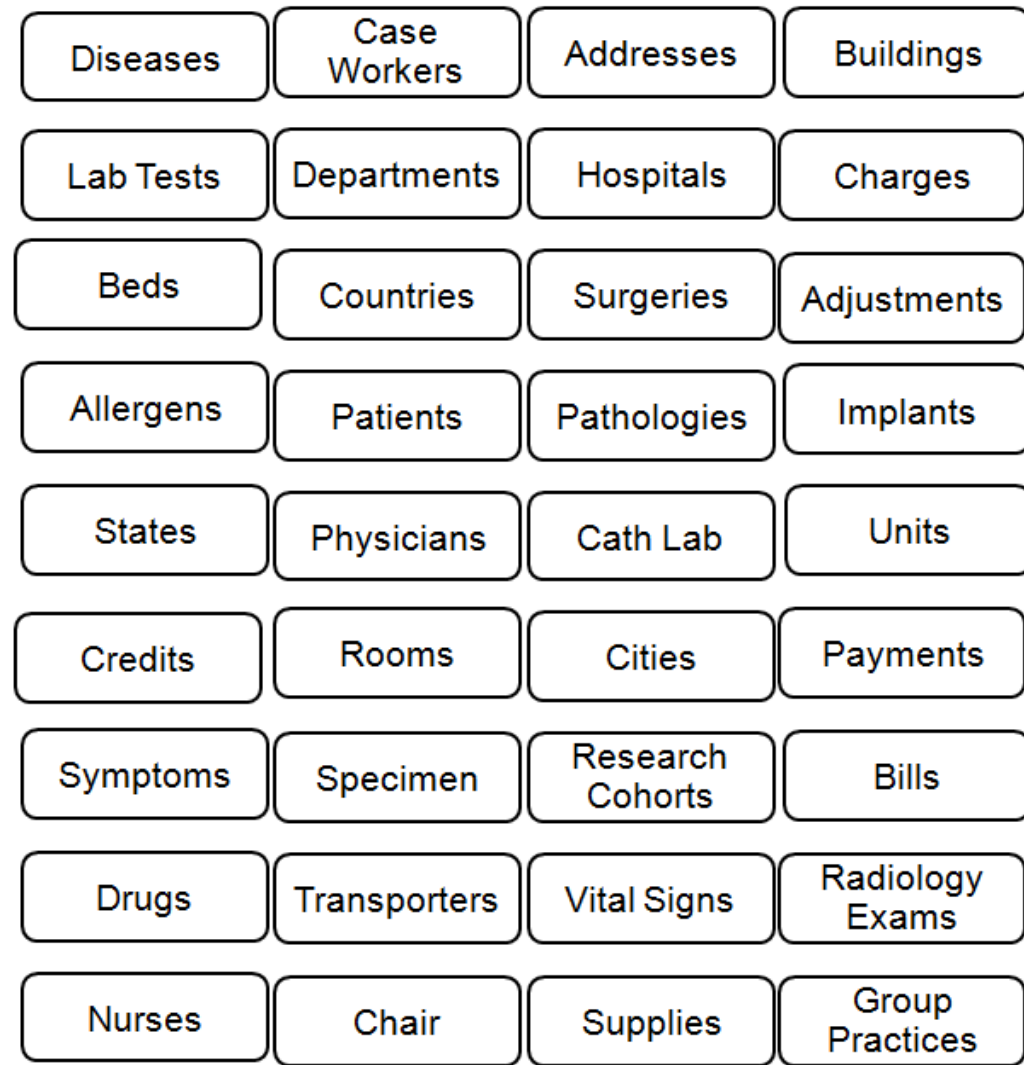 Diseases
Case
Workers
Addresses
Buildings
Lab Tests
Departments
Hospitals
Charges
Beds
Countries
Surgeries
Adjustments
Allergens
Patients
Pathologies
Implants
States
Physicians
Cath Lab
Units
Credits
Rooms
Cities
Payments
Symptoms
Specimen
Research
Cohorts
Bills
Drugs
Transporters
Vital Signs
Radiology
Exams
Nurses
Chair
Supplies
Group
Practices